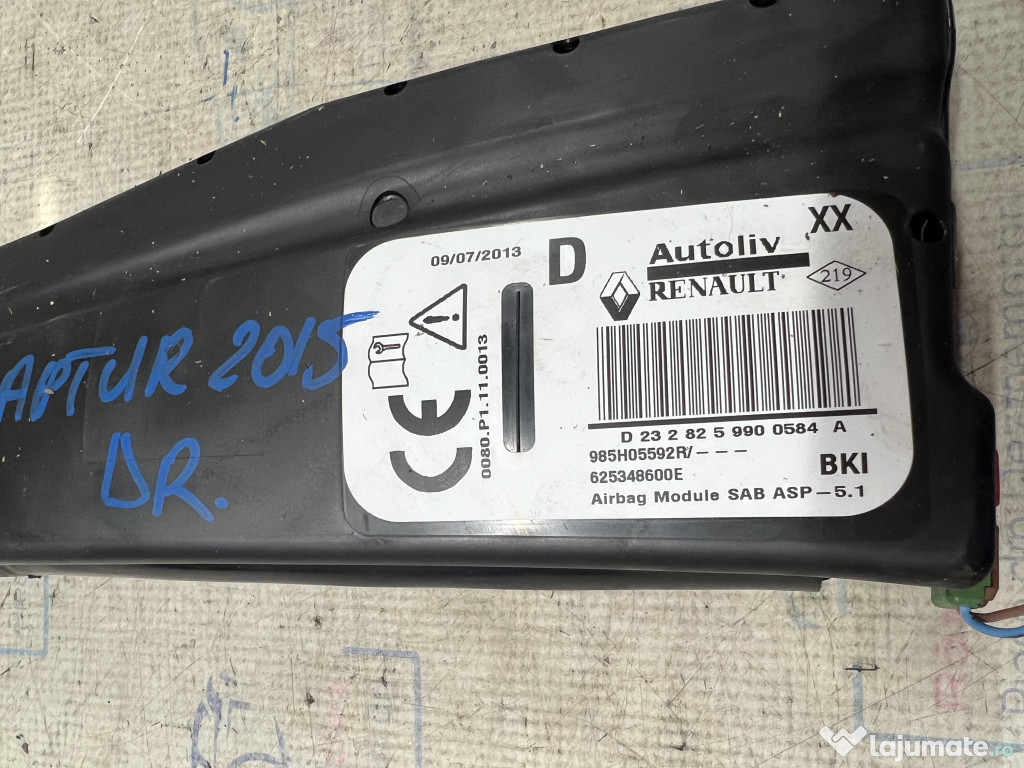 XX
09/07/2013
D
Autoliv
RENAULT
219
0080.P1.11.0013
D 23 2 82 5 990 0584 A
985H05592R/---
625348600E
BKI
Airbag Module SAB ASP-5.1
APTUR 2015
DR.
lajumate.ro